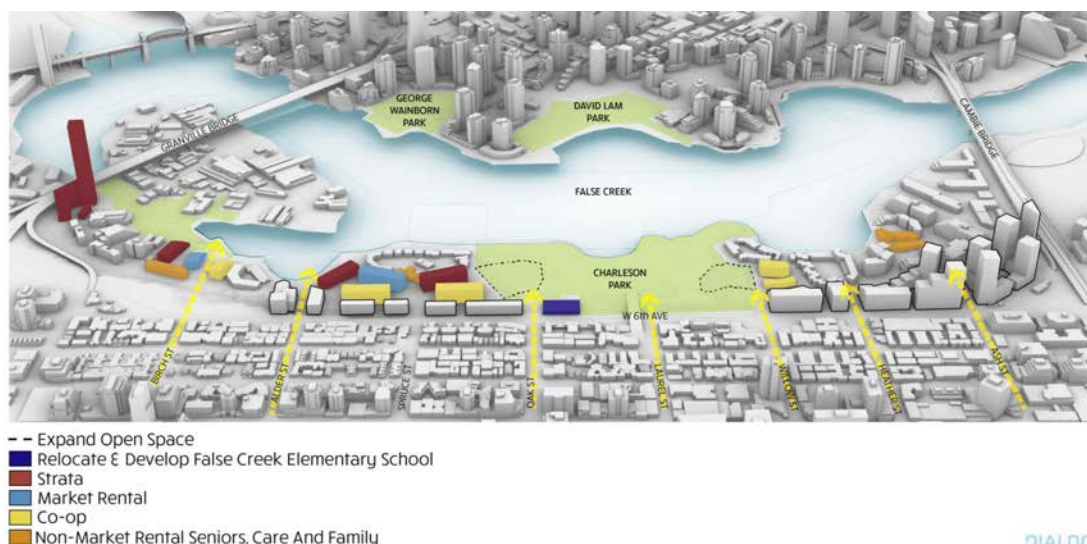 GEORGE
WAINBORN
PARK
DAVID LAM
PARK
GRANVILLE BRIDGE
CAMBIE BRIDGE
FALSE CREEK
CHARLESON
PARK
W 6TH AVE
BIRCH ST
ALDER ST
SPRUCE ST
OAK ST
LAUREL ST
WILLOW ST
HEATHER ST
ASH ST
Expand Open Space
Relocate & Develop False Creek Elementary School
Strata
Market Rental
Co-op
Non-Market Rental Seniors, Care And Family